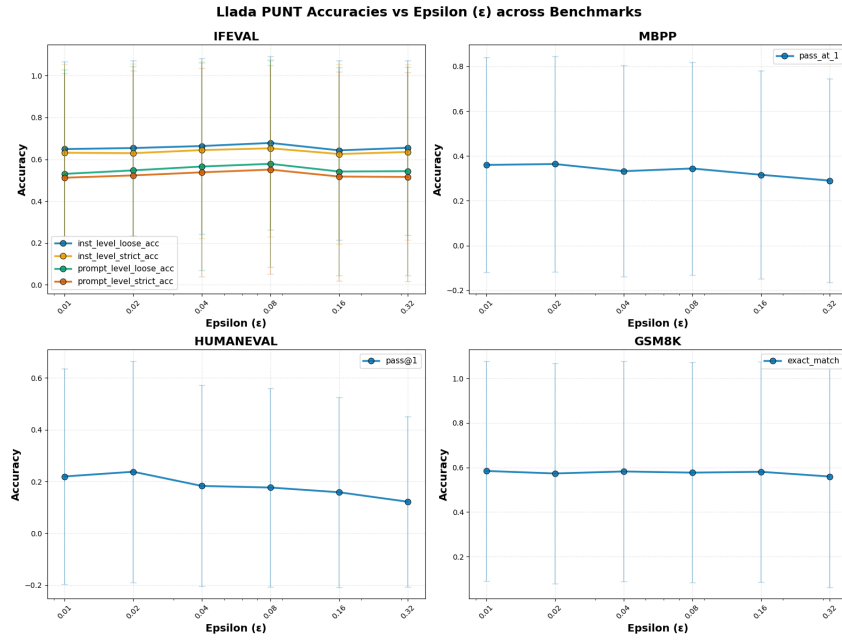 Llada PUNT Accuracies vs Epsilon (ε) across Benchmarks
IFEVAL
Accuracy
1.0
0.8
0.6
0.4
0.2
0.0
inst_level_loose_acc
inst_level_strict_acc
prompt_level_loose_acc
prompt_level_strict_acc
0.01
0.02
0.04
0.08
0.16
0.32
Epsilon (ε)
MBPP
Accuracy
0.8
0.6
0.4
0.2
0.0
−0.2
pass_at_1
0.01
0.02
0.04
0.08
0.16
0.32
Epsilon (ε)
HUMANEVAL
Accuracy
0.6
0.4
0.2
0.0
−0.2
pass@1
0.01
0.02
0.04
0.08
0.16
0.32
Epsilon (ε)
GSM8K
Accuracy
1.0
0.8
0.6
0.4
0.2
exact_match
0.01
0.02
0.04
0.08
0.16
0.32
Epsilon (ε)